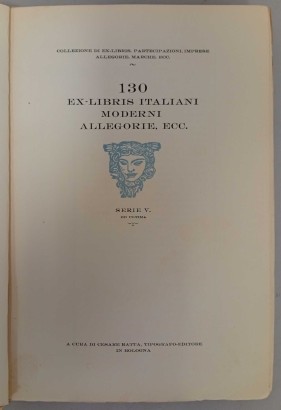 COLLEZIONE DI EX-LIBRIS, PARTECIPAZIONI, IMPRESE
ALLEGORIE, MARCHE, ECC.
130
EX-LIBRIS ITALIANI
MODERNI
ALLEGORIE, ECC.
SERIE V.
A CURA DI CESARE RATTA, TIPOGRAFO-EDITORE
IN BOLOGNA